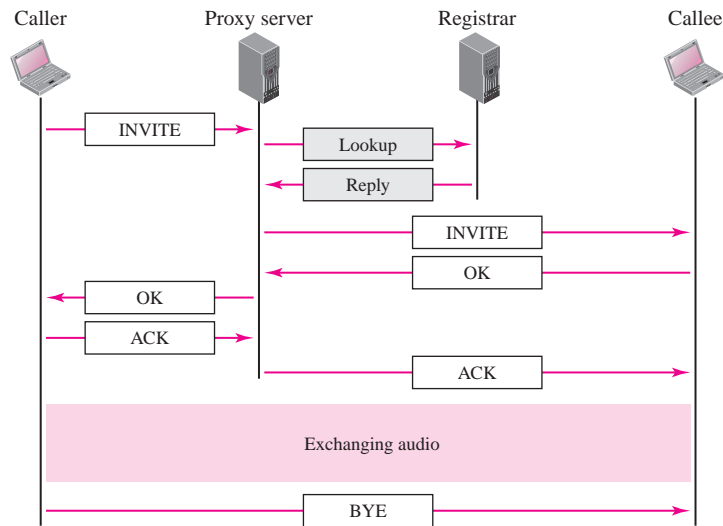 Caller
Proxy server
Registrar
Callee
INVITE
Lookup
Reply
INVITE
OK
OK
ACK
ACK
Exchanging audio
BYE